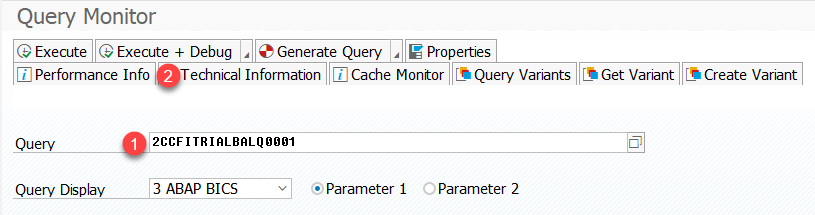 Query Monitor
Execute Execute + Debug Generate Query Properties
Performance Info 2 Technical Information Cache Monitor Query Variants Get Variant Create Variant
Query 1 2CCFITRIALBALQ0001
Query Display 3 ABAP BICS Parameter 1 Parameter 2